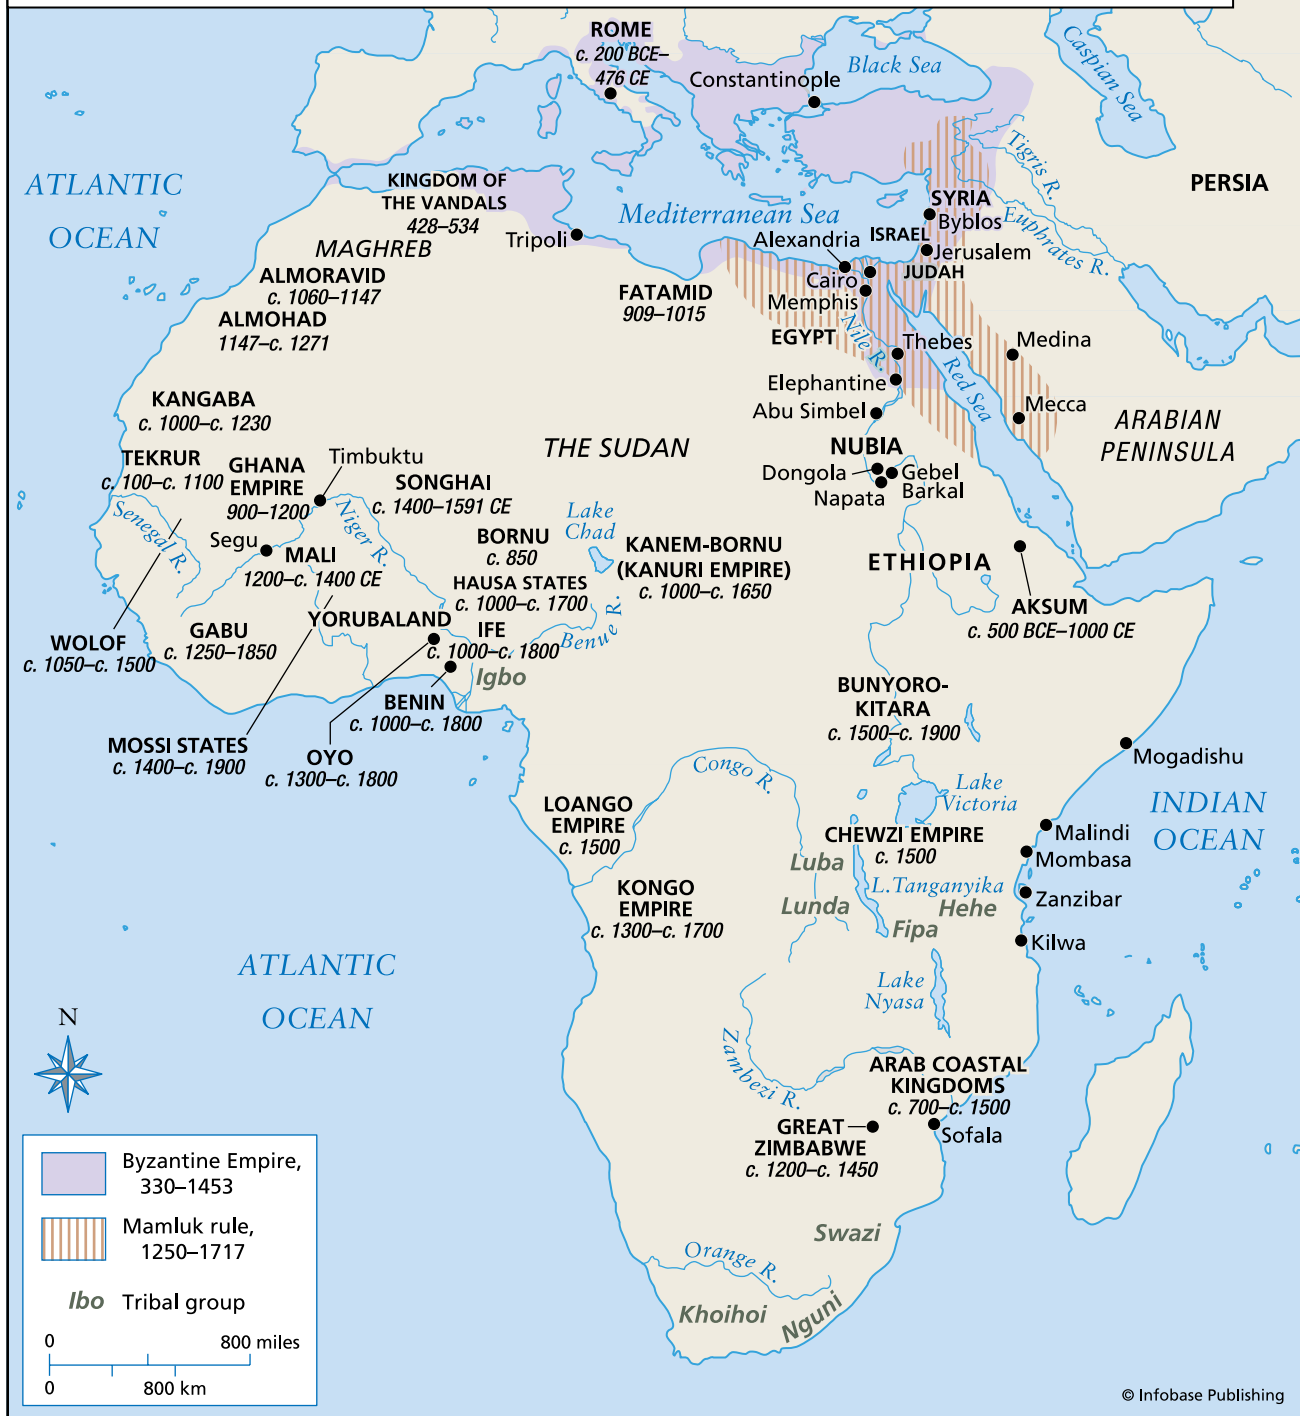 ROME
c. 200 BCE–
476 CE
Constantinople
Black Sea
Caspian Sea
Tigris R.
Euphrates R.
PERSIA
ATLANTIC
OCEAN
KINGDOM OF
THE VANDALS
428–534
MAGHREB
Tripoli
Mediterranean Sea
SYRIA
Byblos
ISRAEL
Jerusalem
JUDAH
Alexandria
Cairo
Memphis
ALMORAVID
c. 1060–1147
ALMOHAD
1147–c. 1271
FATAMID
909–1015
EGYPT
Nile R.
Thebes
Red Sea
Medina
Elephantine
Mecca
Abu Simbel
ARABIAN
PENINSULA
KANGABA
c. 1000–c. 1230
THE SUDAN
NUBIA
Dongola
Gebel
Barkal
Napata
TEKRUR
c. 100–c. 1100
GHANA
EMPIRE
900–1200
Timbuktu
SONGHAI
c. 1400–1591 CE
Senegal R.
Segu
Niger R.
MALI
1200–c. 1400 CE
BORNU
c. 850
Lake
Chad
KANEM-BORNU
(KANURI EMPIRE)
c. 1000–c. 1650
HAUSA STATES
c. 1000–c. 1700
ETHIOPIA
AKSUM
c. 500 BCE–1000 CE
WOLOF
c. 1050–c. 1500
GABU
c. 1250–1850
YORUBALAND
IFE
c. 1000–c. 1800
Benue R.
Igbo
BENIN
c. 1000–c. 1800
MOSSI STATES
c. 1400–c. 1900
OYO
c. 1300–c. 1800
BUNYORO-
KITARA
c. 1500–c. 1900
Mogadishu
Congo R.
Lake
Victoria
INDIAN
OCEAN
LOANGO
EMPIRE
c. 1500
CHEWZI EMPIRE
c. 1500
Malindi
Mombasa
Luba
L.Tanganyika
Zanzibar
KONGO
EMPIRE
c. 1300–c. 1700
Lunda
Hehe
Fipa
Kilwa
ATLANTIC
OCEAN
Lake
Nyasa
N
Zambezi R.
ARAB COASTAL
KINGDOMS
c. 700–c. 1500
GREAT
ZIMBABWE
c. 1200–c. 1450
Sofala
Swazi
Orange R.
Khoihoi
Nguni
Byzantine Empire,
330–1453
Mamluk rule,
1250–1717
Ibo Tribal group
0 800 miles
0 800 km
© Infobase Publishing